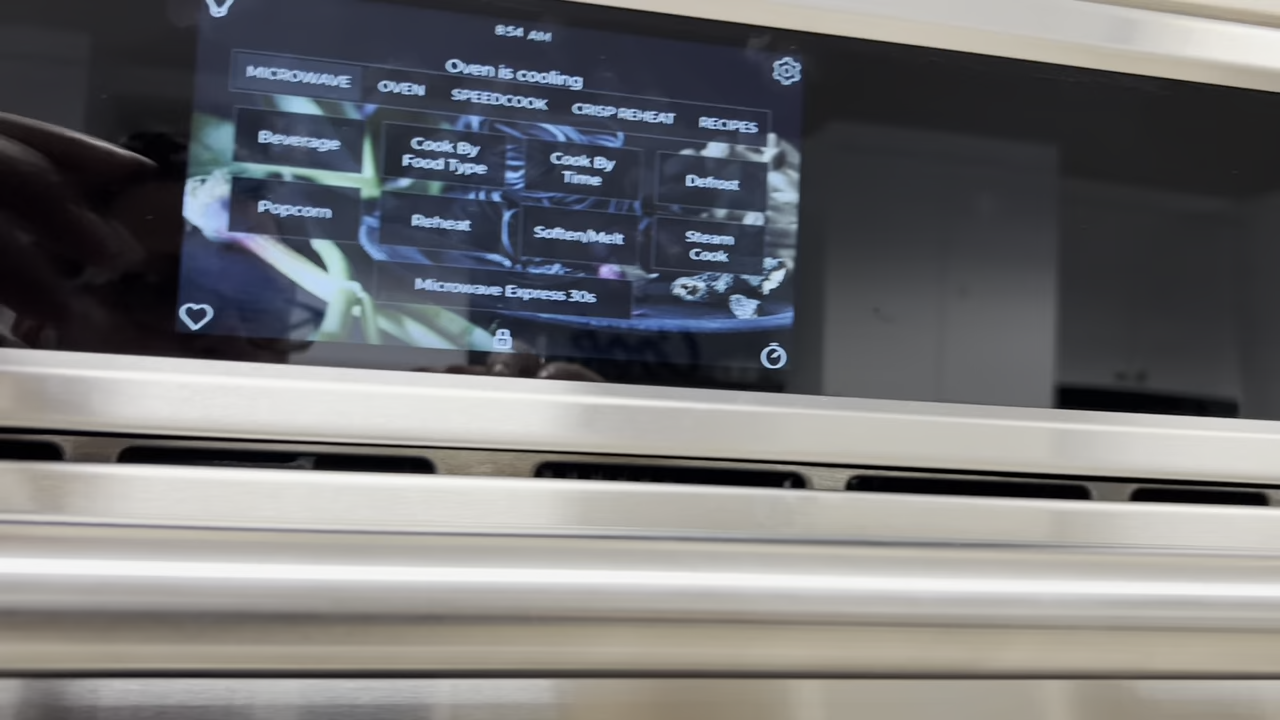 8:54 AM
Oven is cooling
MICROWAVE OVEN SPEEDCOOK CRISP REHEAT RECIPES
Beverage
Cook By
Food Type
Cook By
Time
Defrost
Popcorn
Reheat
Soften/Melt
Steam
Cook
Microwave Express 30s